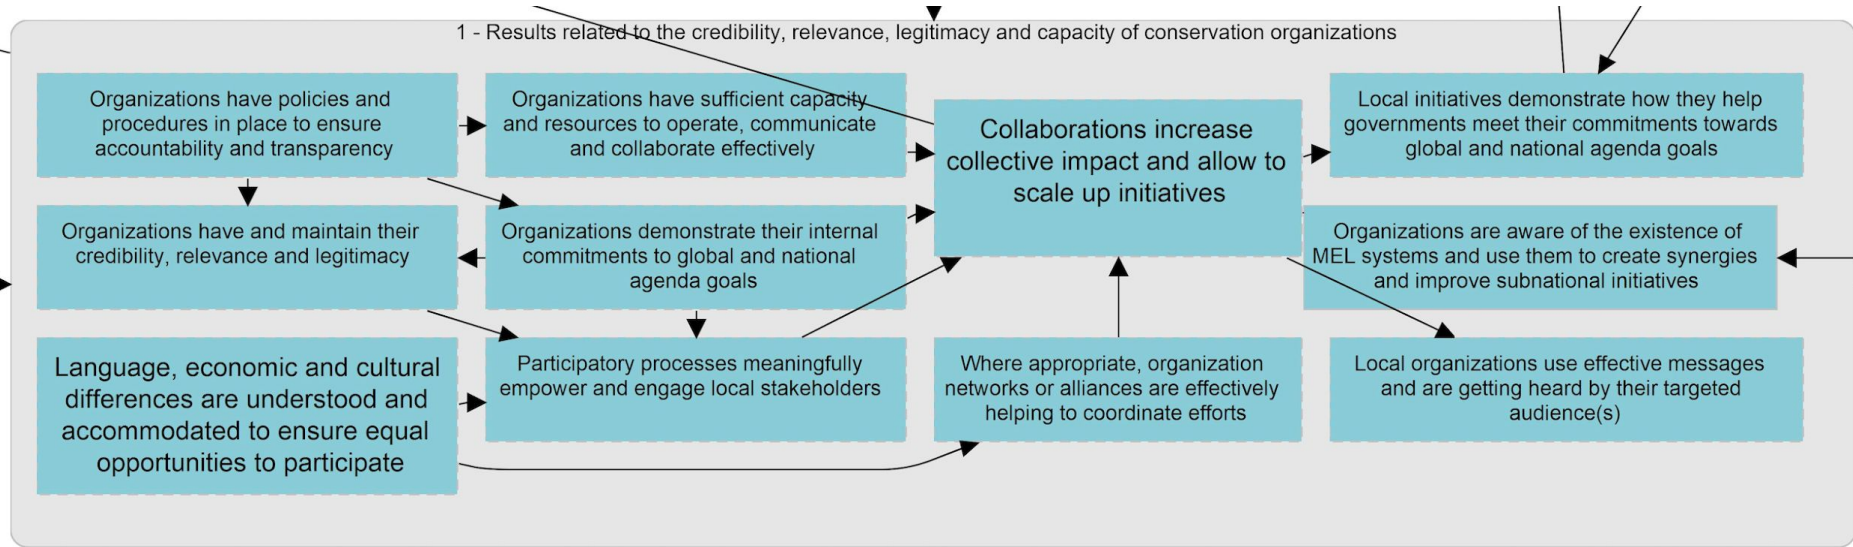 1 - Results related to the credibility, relevance, legitimacy and capacity of conservation organizations
Organizations have policies and
procedures in place to ensure
accountability and transparency
Organizations have sufficient capacity
and resources to operate, communicate
and collaborate effectively
Collaborations increase
collective impact and allow to
scale up initiatives
Local initiatives demonstrate how they help
governments meet their commitments towards
global and national agenda goals
Organizations have and maintain their
credibility, relevance and legitimacy
Organizations demonstrate their internal
commitments to global and national
agenda goals
Organizations are aware of the existence of
MEL systems and use them to create synergies
and improve subnational initiatives
Language, economic and cultural
differences are understood and
accommodated to ensure equal
opportunities to participate
Participatory processes meaningfully
empower and engage local stakeholders
Where appropriate, organization
networks or alliances are effectively
helping to coordinate efforts
Local organizations use effective messages
and are getting heard by their targeted
audience(s)